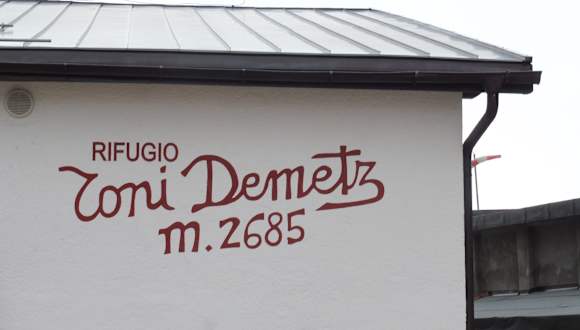 RIFUGIO
Toni Demetz
m. 2685